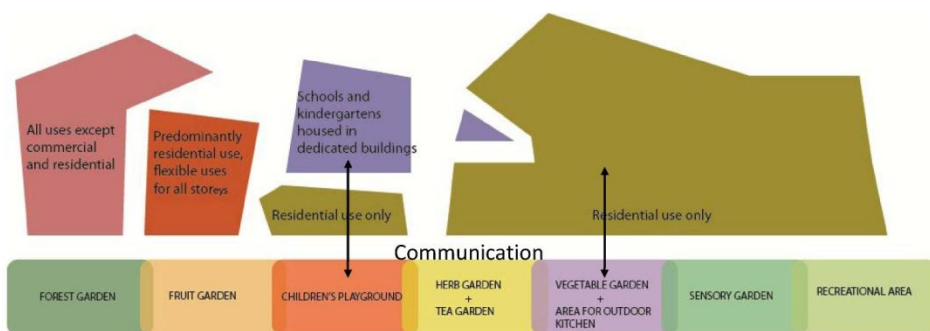 All uses except
commercial
and residential
Predominantly
residential use,
flexible uses
for all storeys
Schools and
kindergartens
housed in
dedicated buildings
Residential use only
Residential use only
Communication
FOREST GARDEN
FRUIT GARDEN
CHILDREN'S PLAYGROUND
HERB GARDEN
+
TEA GARDEN
VEGETABLE GARDEN
+
AREA FOR OUTDOOR
KITCHEN
SENSORY GARDEN
RECREATIONAL AREA